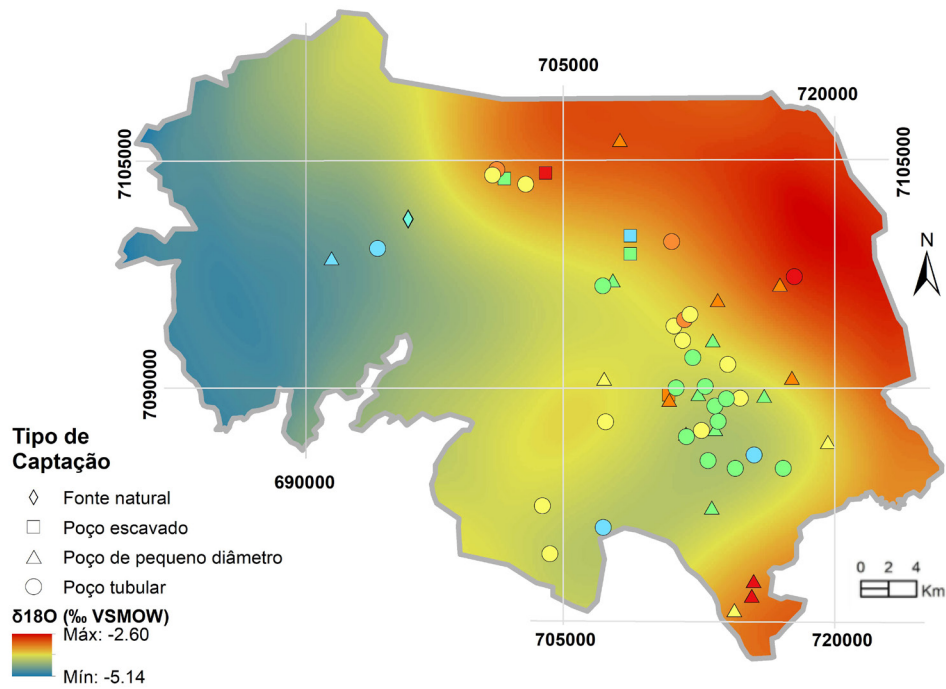 705000
720000
7105000
7105000
N
7090000
690000
Tipo de
Captação
Fonte natural
Poço escavado
Poço de pequeno diâmetro
Poço tubular
δ18O (‰ VSMOW)
Máx: -2.60
Mín: -5.14
0 2 4
Km
705000
720000